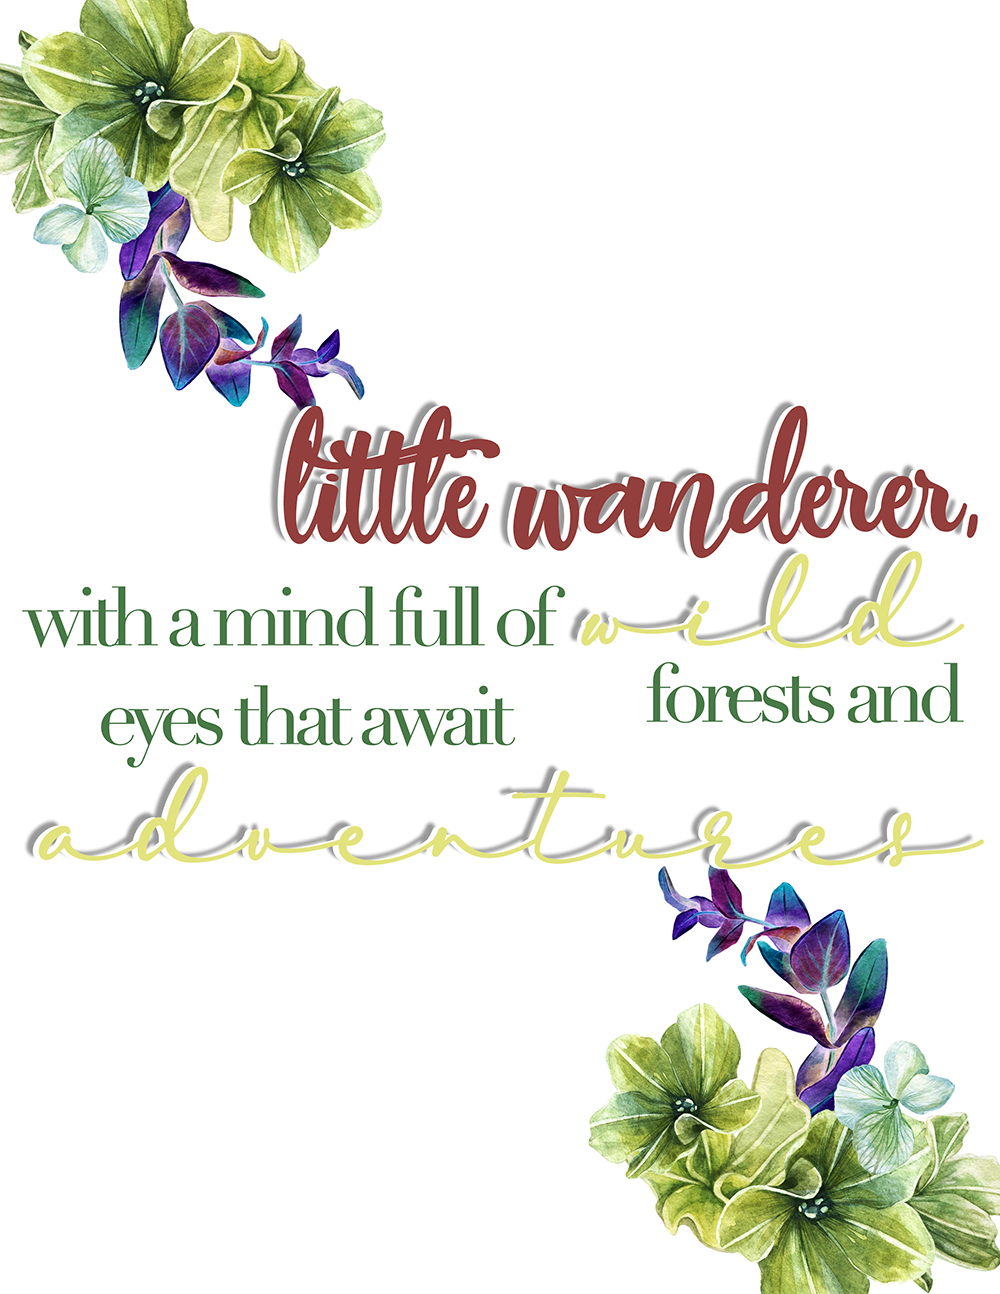 little wanderer,
with a mind full of wild
forests and
eyes that await
adventures